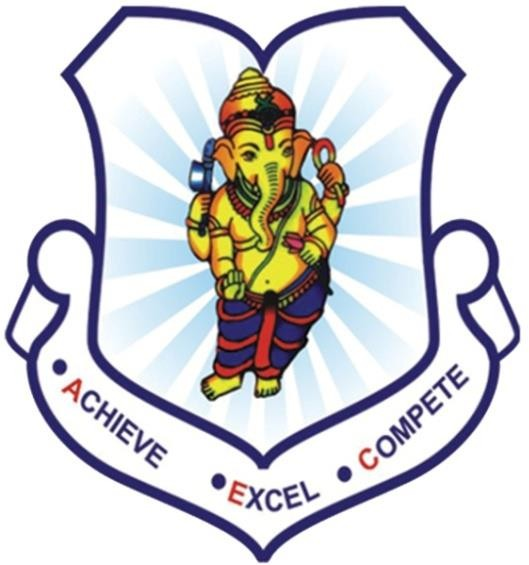 • ACHIEVE
• EXCEL
• COMPETE